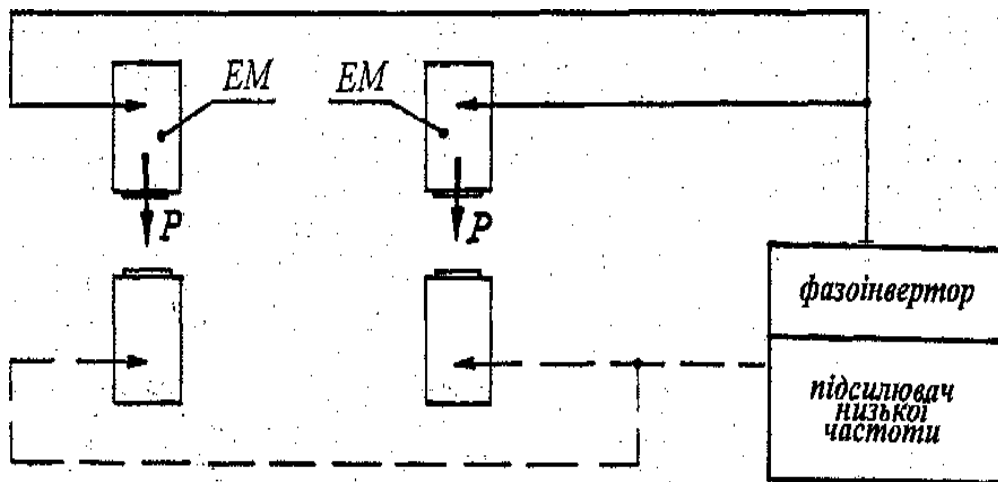 EM EM
P P
фазоінвертор
підсилювач
низької
частоти